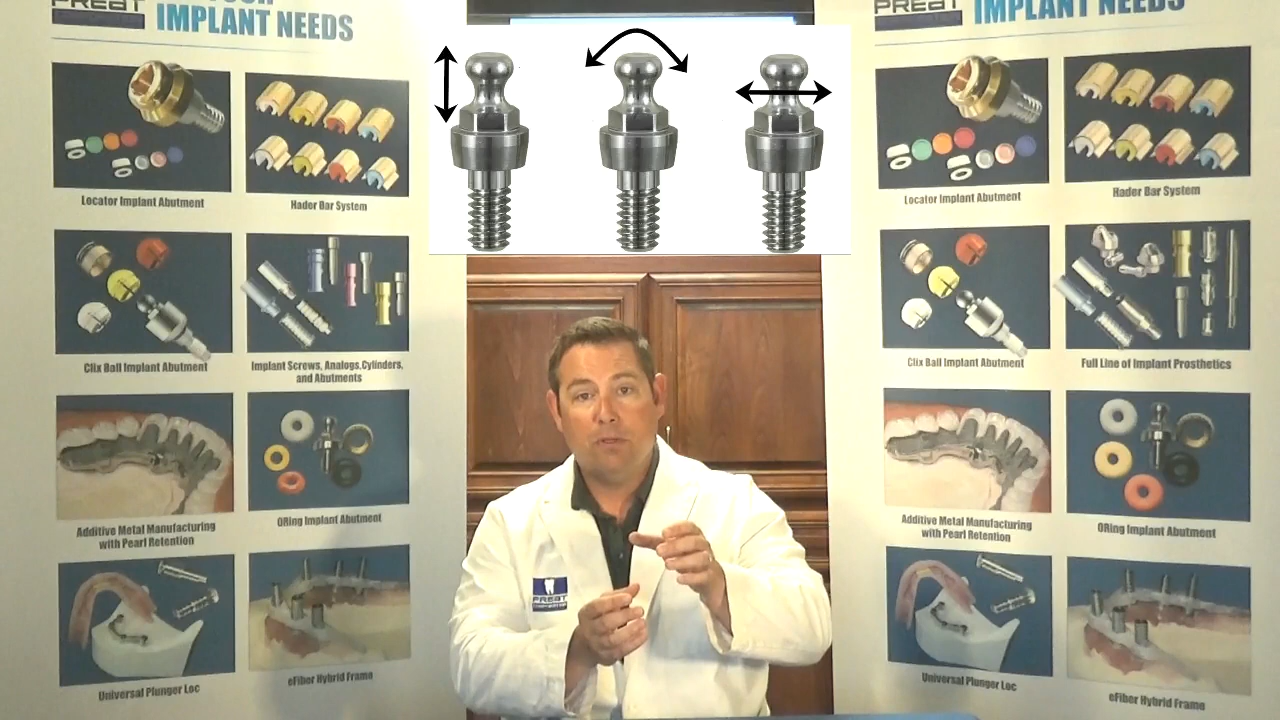 PREAT
IMPLANT NEEDS
Locator Implant Abutment
Hader Bar System
Clix Ball Implant Abutment
Implant Screws, Analogs, Cylinders,
and Abutments
Additive Metal Manufacturing
with Pearl Retention
ORing Implant Abutment
Universal Plunger Loc
eFiber Hybrid Frame
PREAT
PREAT
IMPLANT NEEDS
Locator Implant Abutment
Hader Bar System
Clix Ball Implant Abutment
Full Line of Implant Prosthetics
Additive Metal Manufacturing
with Pearl Retention
ORing Implant Abutment
Universal Plunger Loc
eFiber Hybrid Frame